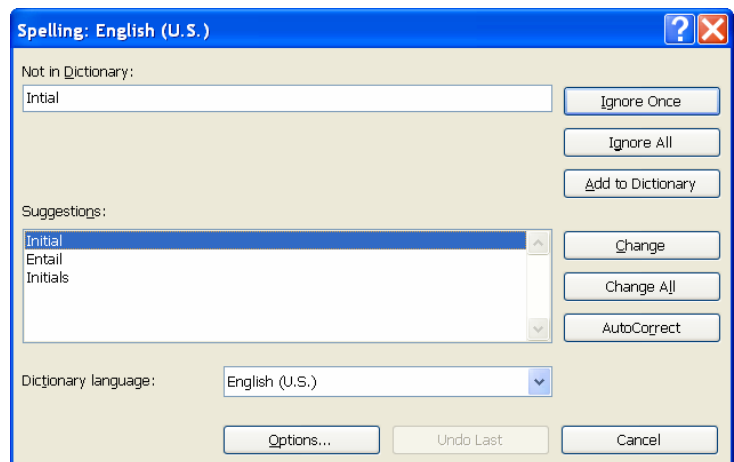 Spelling: English (U.S.)
Not in Dictionary:
Intial
Ignore Once
Ignore All
Add to Dictionary
Suggestions:
Initial
Entail
Initials
Change
Change All
AutoCorrect
Dictionary language:
English (U.S.)
Options...
Undo Last
Cancel